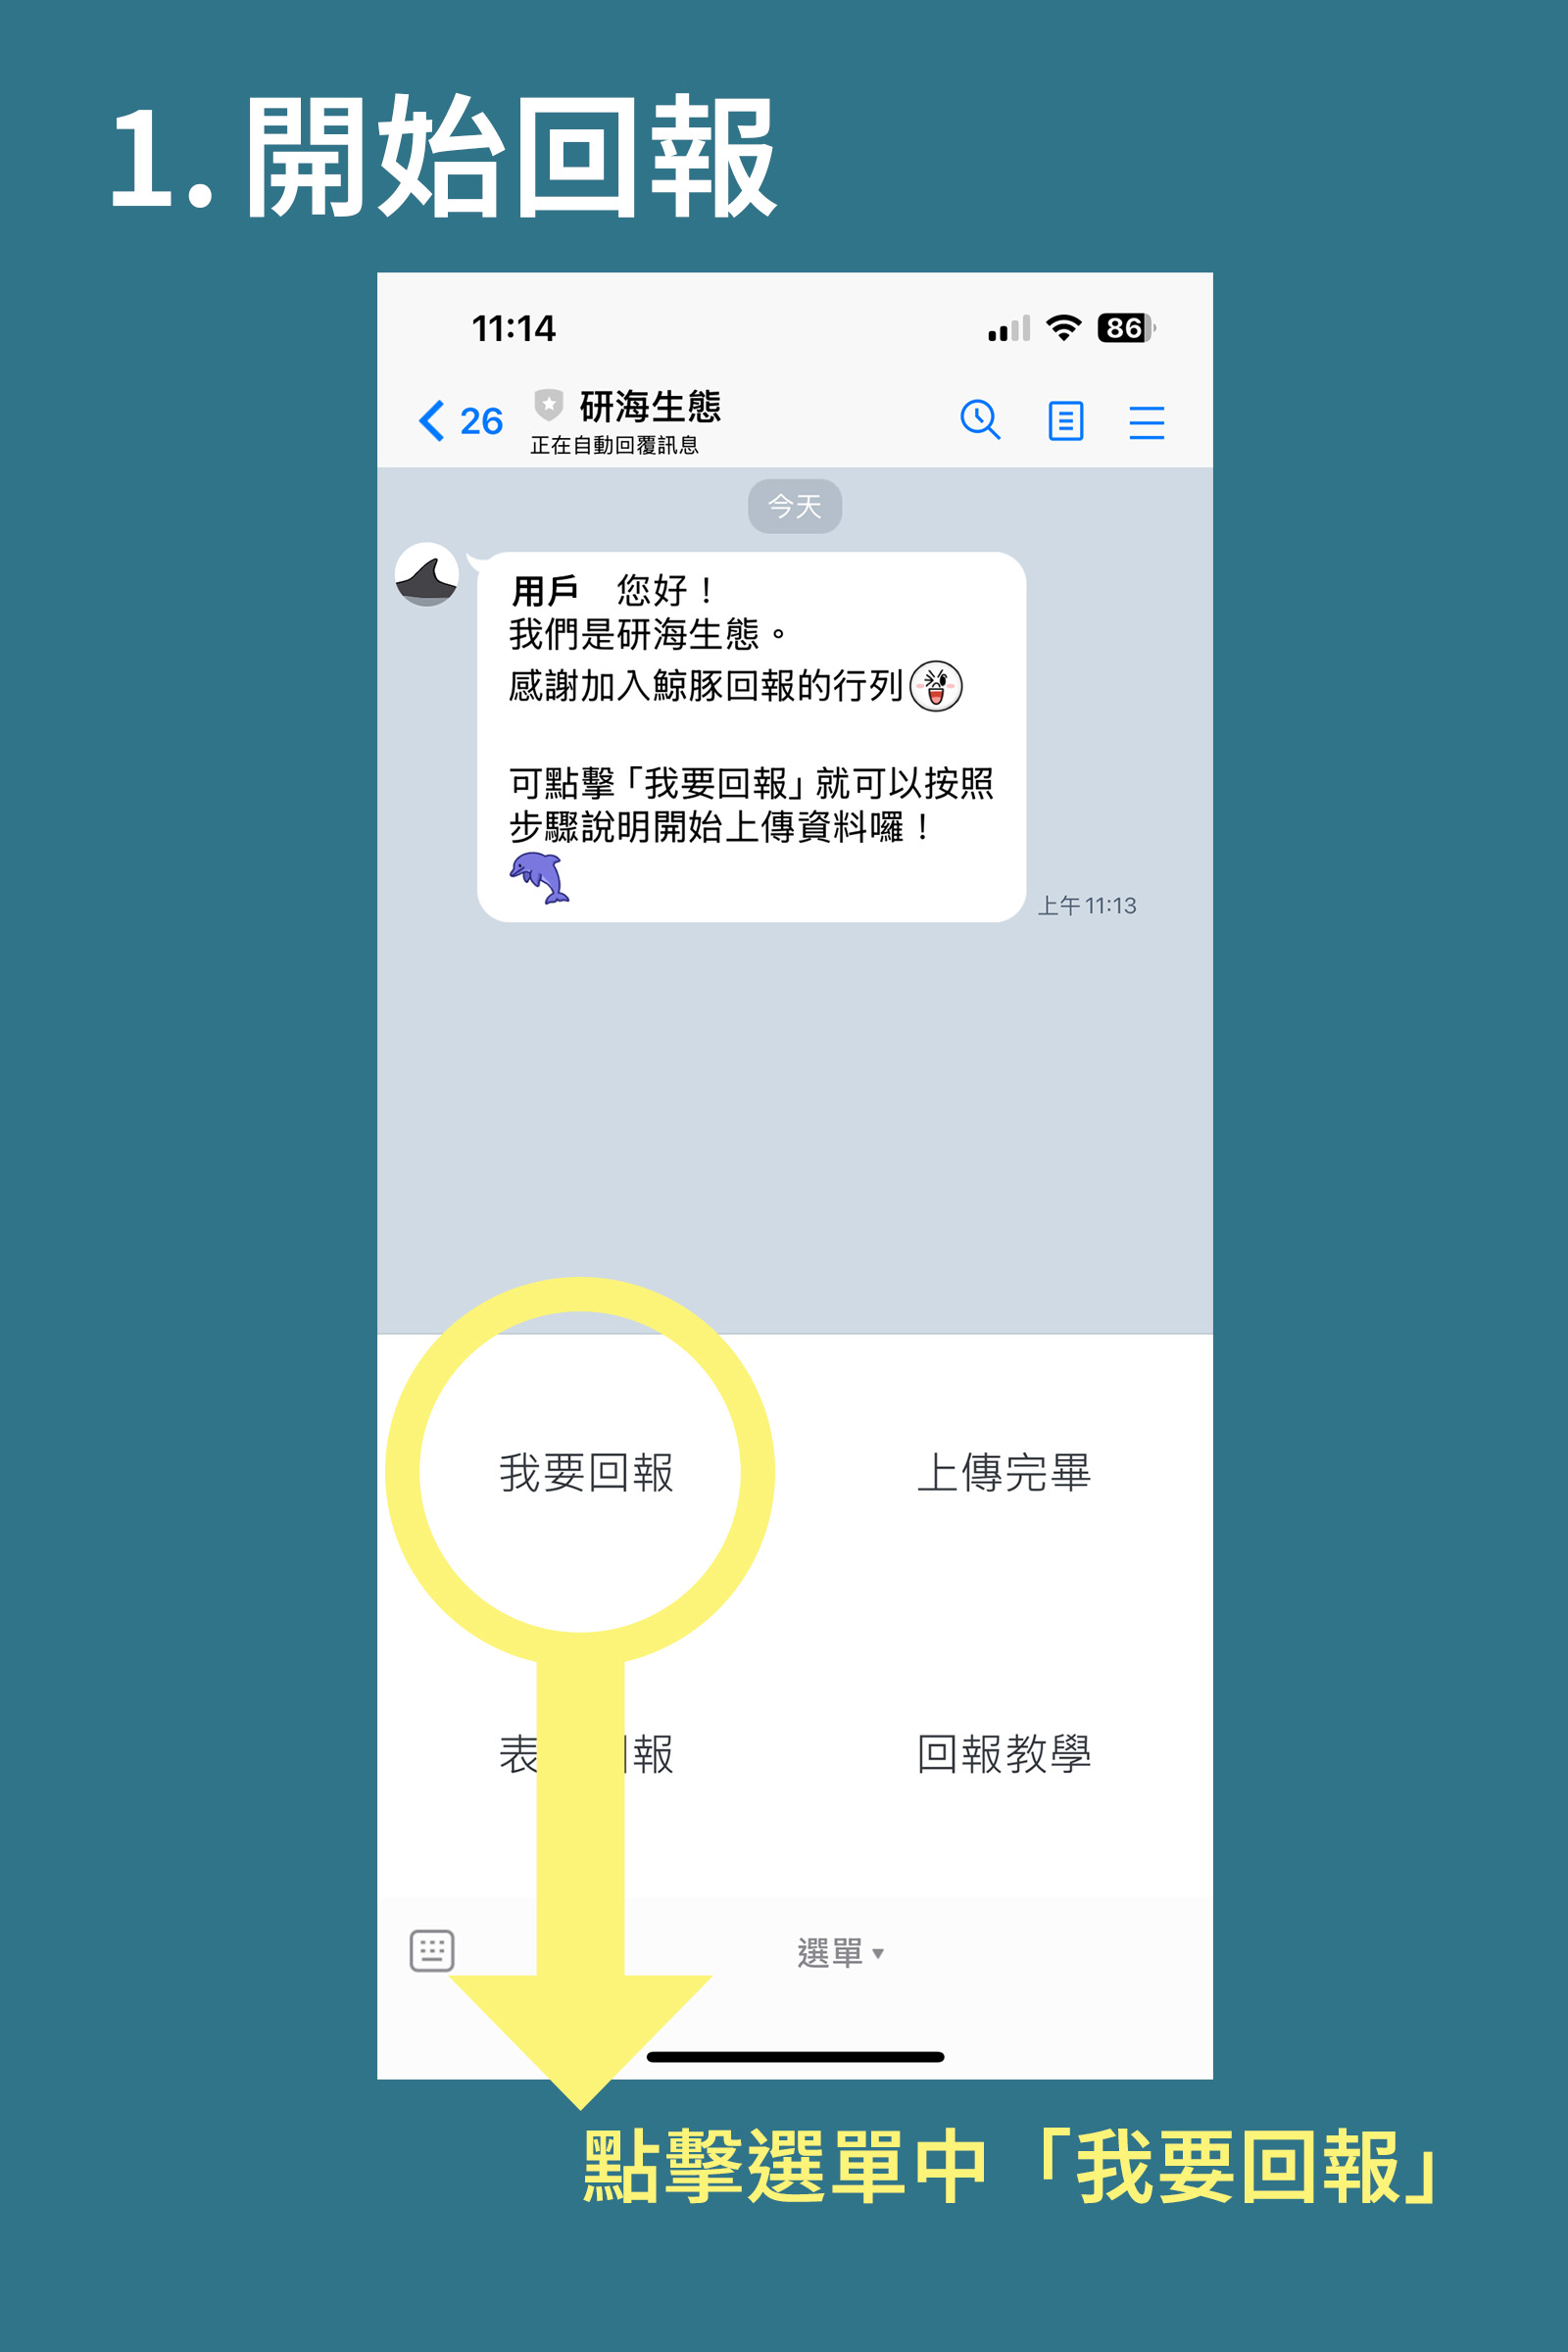 1. 開始回報
11:14
86
26
研海生態
正在自動回覆訊息
今天
用戶 您好！
我們是研海生態。
感謝加入鯨豚回報的行列
可點擊「我要回報」就可以按照
步驟說明開始上傳資料囉！
上午 11:13
我要回報
上傳完畢
表 報
回報教學
選單
點擊選單中「我要回報」